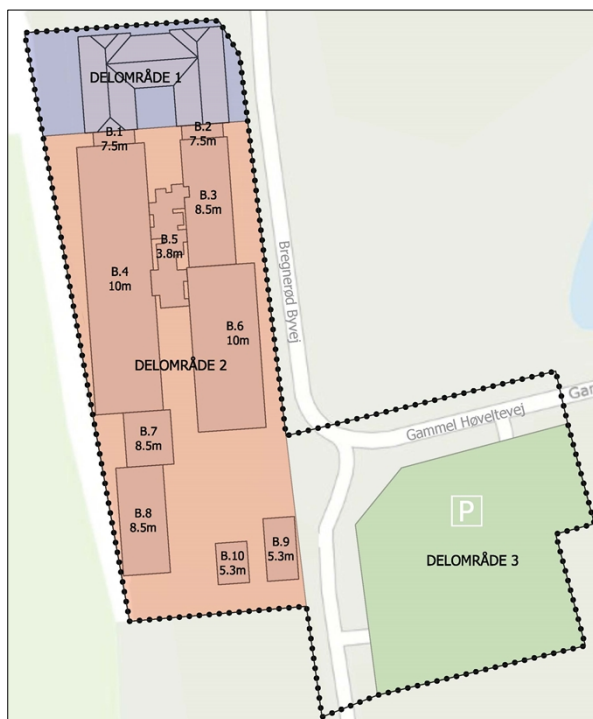 DELOMRÅDE 1
B.1
7.5m
B.2
7.5m
B.3
8.5m
B.5
3.8m
B.4
10m
B.6
10m
DELOMRÅDE 2
B.7
8.5m
B.8
8.5m
B.9
5.3m
B.10
5.3m
Bregnerød Byvej
Gammel Høveltevej
Gar
P
DELOMRÅDE 3